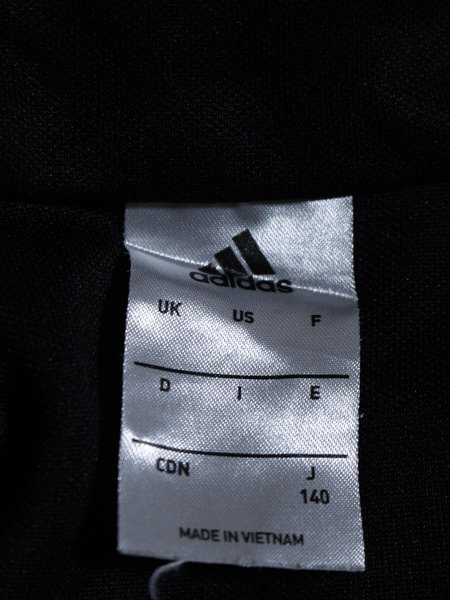 adidas
UK US F
D I E
CDN J
140
MADE IN VIETNAM